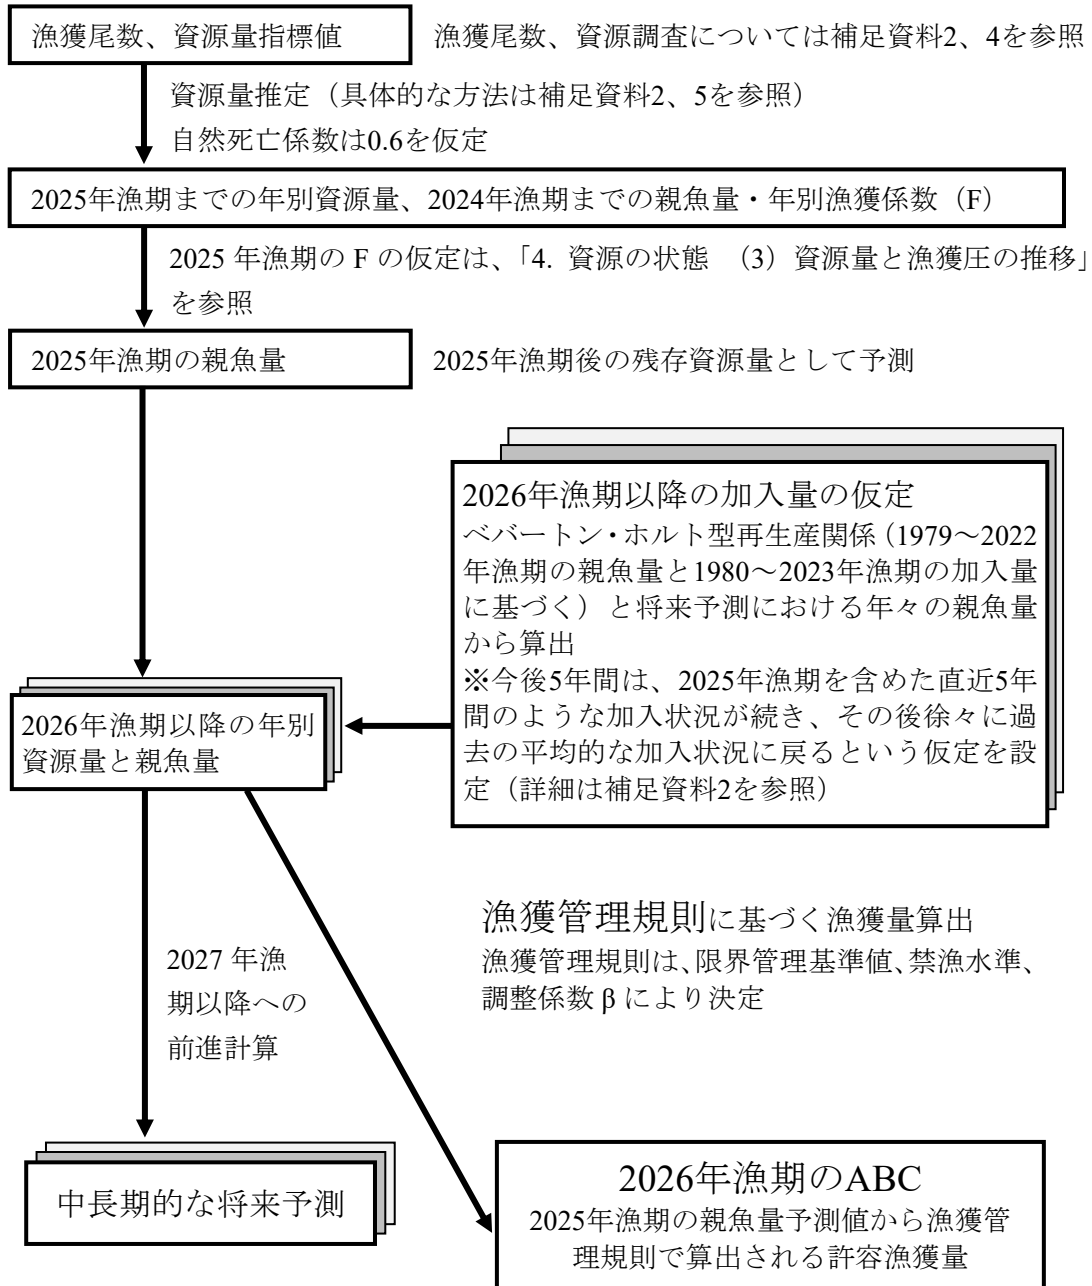 漁獲尾数、資源量指標値
漁獲尾数、資源調査については補足資料2、4を参照
資源量推定（具体的な方法は補足資料2、5を参照）
自然死亡係数は0.6を仮定
2025年漁期までの年別資源量、2024年漁期までの親魚量・年別漁獲係数（F）
2025 年漁期の F の仮定は、「4. 資源の状態 （3）資源量と漁獲圧の推移」
を参照
2025年漁期の親魚量
2025年漁期後の残存資源量として予測
2026年漁期以降の加入量の仮定
ベバートン・ホルト型再生産関係（1979～2022
年漁期の親魚量と1980～2023年漁期の加入量
に基づく）と将来予測における年々の親魚量
から算出
※今後5年間は、2025年漁期を含めた直近5年
間のような加入状況が続き、その後徐々に過
去の平均的な加入状況に戻るという仮定を設
定（詳細は補足資料2を参照）
2026年漁期以降の年別
資源量と親魚量
漁獲管理規則に基づく漁獲量算出
漁獲管理規則は、限界管理基準値、禁漁水準、
調整係数 β により決定
2027 年漁
期以降への
前進計算
中長期的な将来予測
2026年漁期のABC
2025年漁期の親魚量予測値から漁獲管
理規則で算出される許容漁獲量